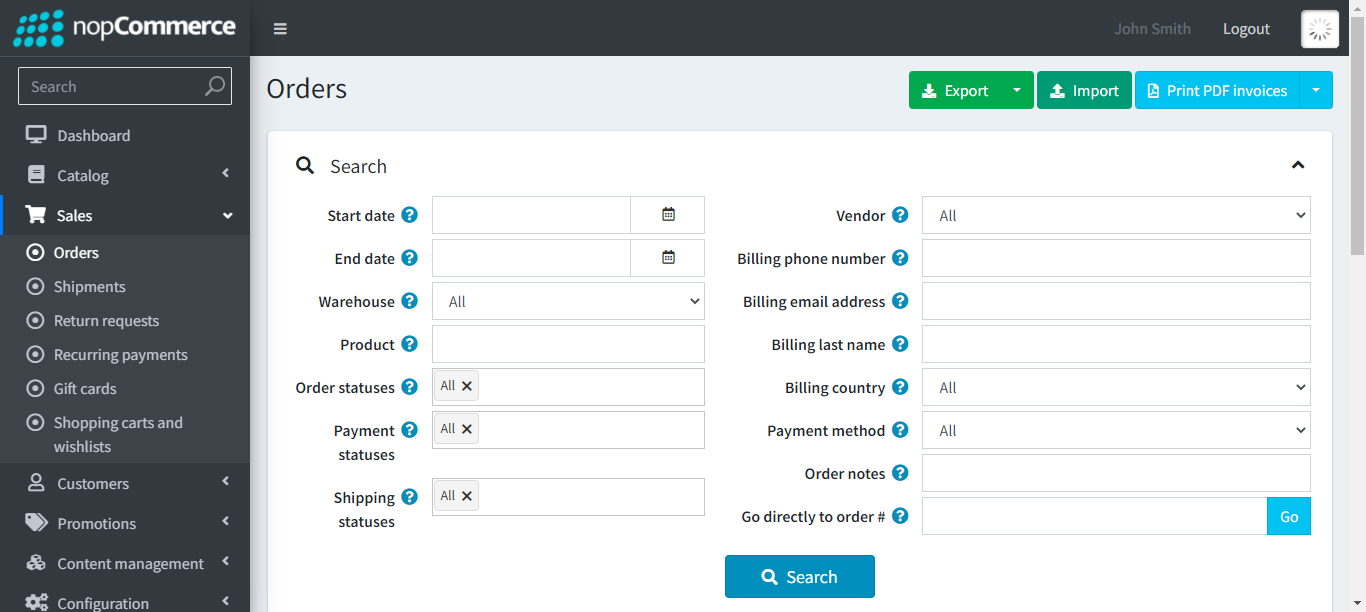 nopCommerce
John Smith
Logout
Search
Dashboard
Catalog
Sales
Orders
Shipments
Return requests
Recurring payments
Gift cards
Shopping carts and
wishlists
Customers
Promotions
Content management
Configuration
Orders
Export
Import
Print PDF invoices
Search
Start date
End date
Warehouse
All
Product
Order statuses
All
Payment
statuses
All
Shipping
statuses
All
Vendor
All
Billing phone number
Billing email address
Billing last name
Billing country
All
Payment method
All
Order notes
Go directly to order #
Go
Search